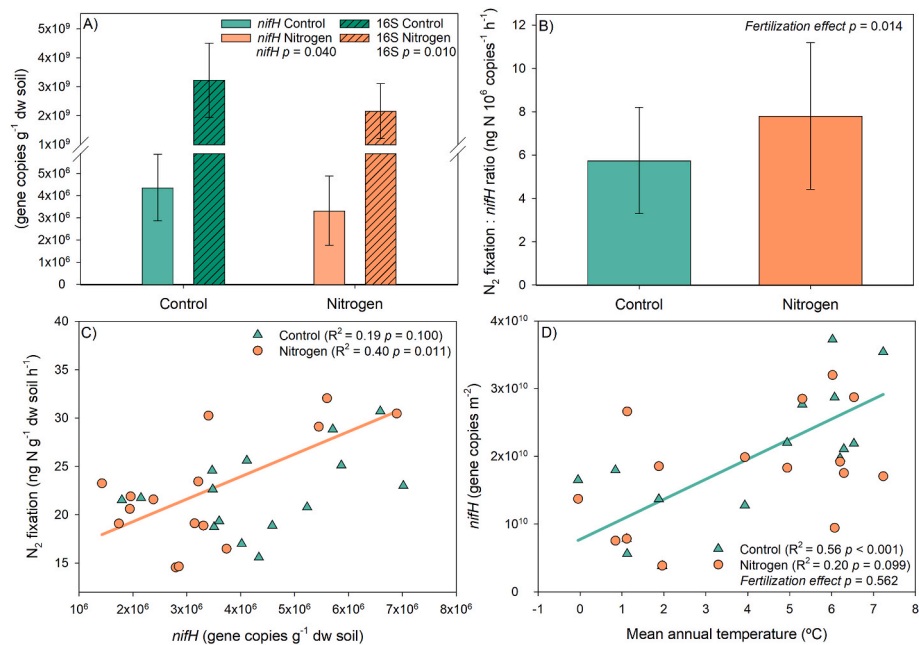 A)
nifH Control 16S Control
nifH Nitrogen 16S Nitrogen
nifH p = 0.040 16S p = 0.010
(gene copies g⁻¹ dw soil)
5x10⁹
4x10⁹
3x10⁹
2x10⁹
1x10⁹
5x10⁶
4x10⁶
3x10⁶
2x10⁶
1x10⁶
0
Control Nitrogen
B)
Fertilization effect p = 0.014
N₂ fixation : nifH ratio (ng N 10⁶ copies⁻¹ h⁻¹)
12
10
8
6
4
2
0
Control Nitrogen
C)
Control (R² = 0.19 p = 0.100)
Nitrogen (R² = 0.40 p = 0.011)
N₂ fixation (ng N g⁻¹ dw soil h⁻¹)
40
35
30
25
20
15
10⁶ 2x10⁶ 3x10⁶ 4x10⁶ 5x10⁶ 6x10⁶ 7x10⁶ 8x10⁶
nifH (gene copies g⁻¹ dw soil)
D)
nifH (gene copies m⁻²)
4x10¹⁰
3x10¹⁰
2x10¹⁰
1x10¹⁰
0
Control (R² = 0.56 p < 0.001)
Nitrogen (R² = 0.20 p = 0.099)
Fertilization effect p = 0.562
-1 0 1 2 3 4 5 6 7 8
Mean annual temperature (ºC)